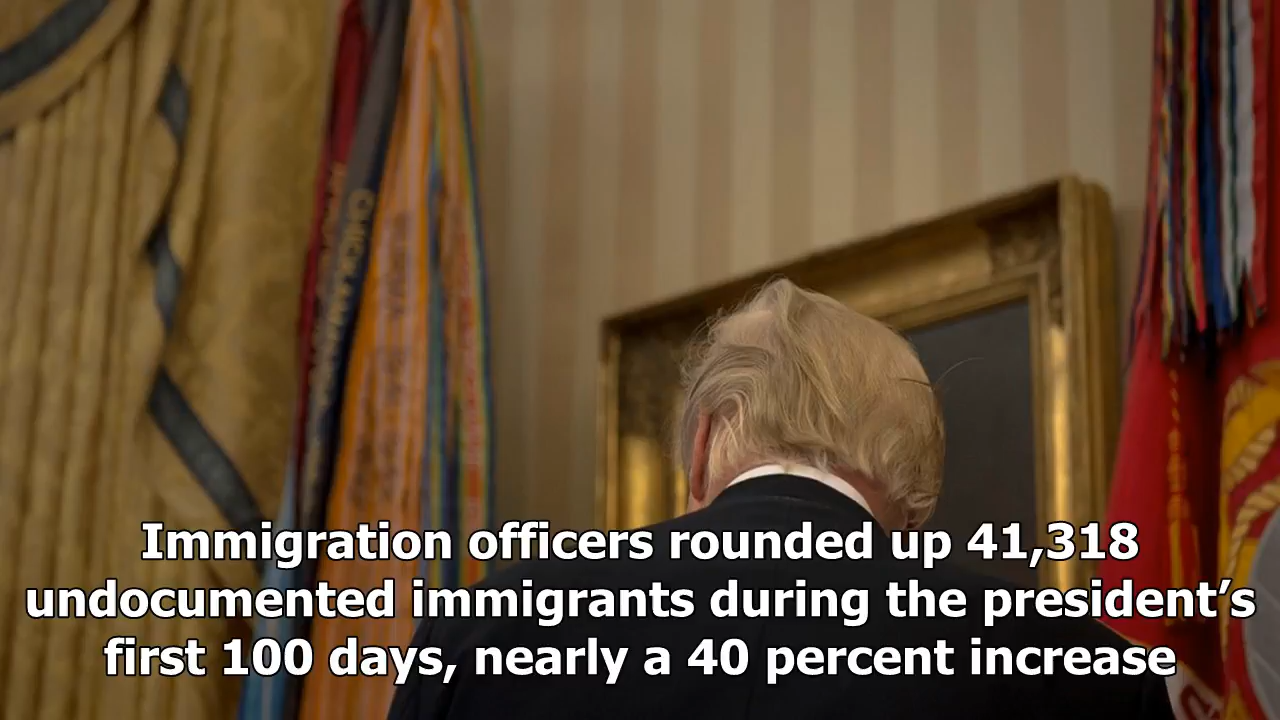 Immigration officers rounded up 41,318
undocumented immigrants during the president’s
first 100 days, nearly a 40 percent increase